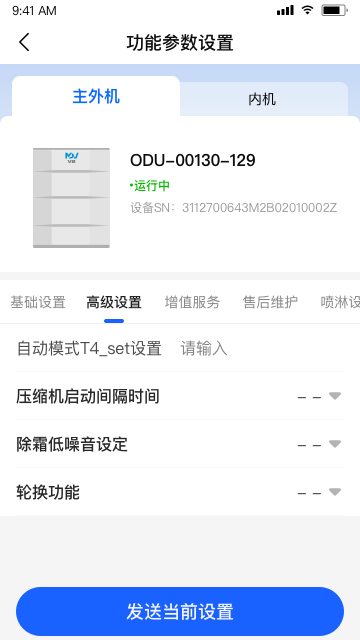 9:41 AM
功能参数设置
主外机
内机
ODU-00130-129
•运行中
设备SN：3112700643M2B02010002Z
基础设置 高级设置 增值服务 售后维护 喷淋设
自动模式T4_set设置 请输入
压缩机启动间隔时间 - -
除霜低噪音设定 - -
轮换功能 - -
发送当前设置